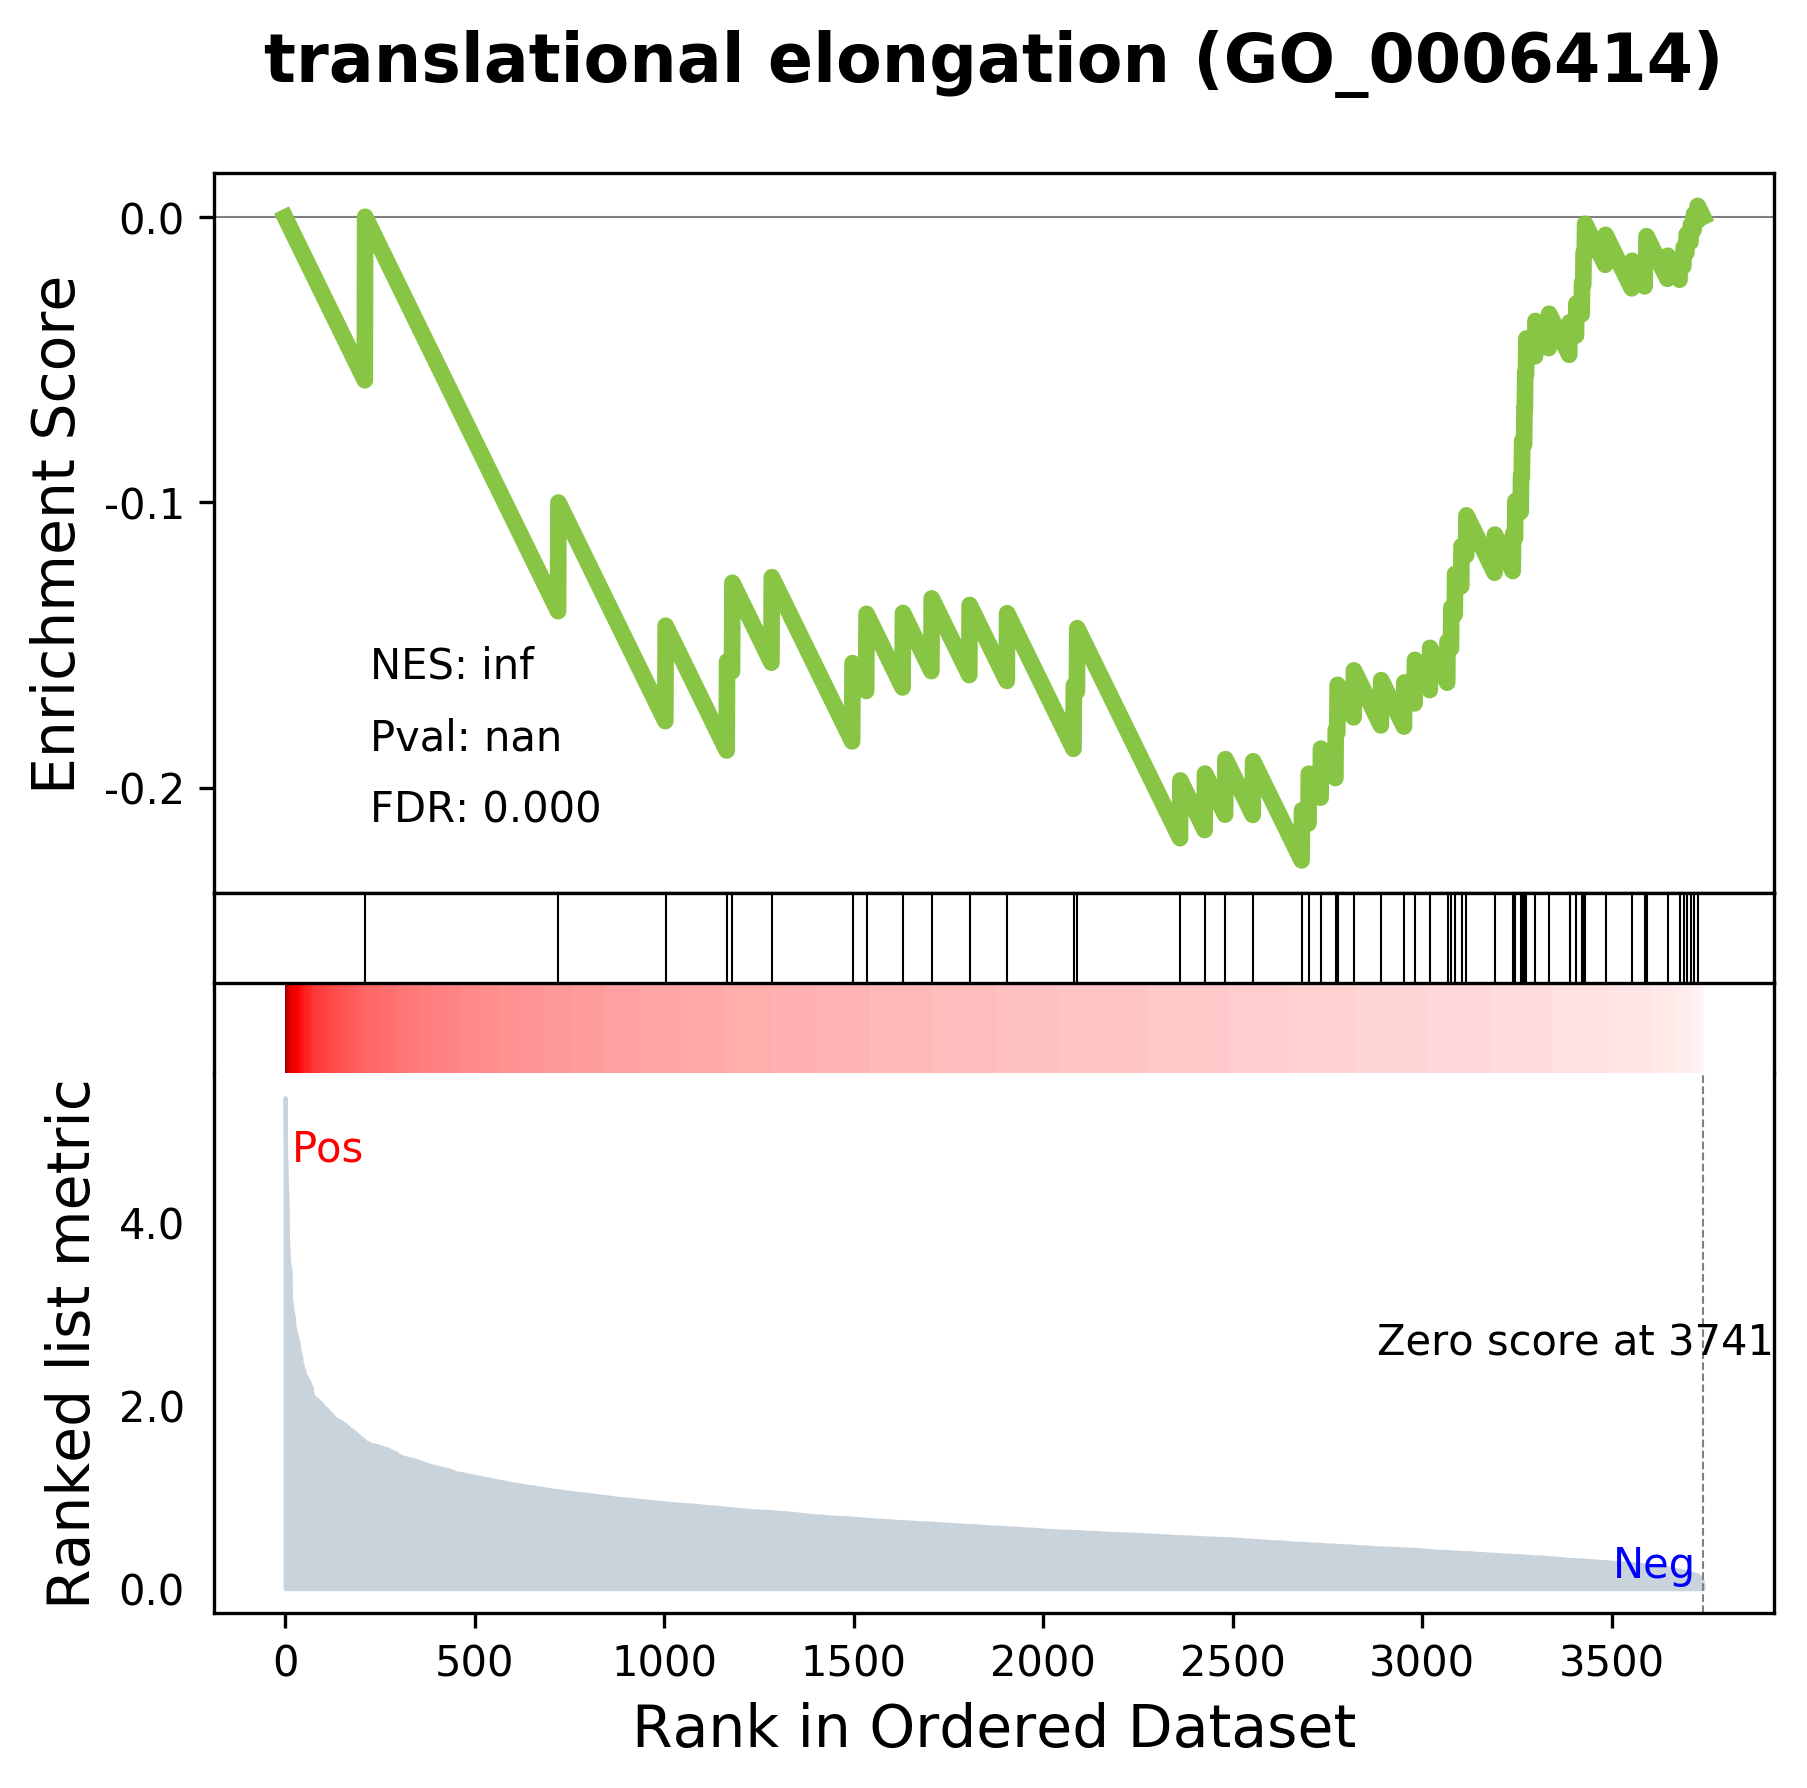 translational elongation (GO_0006414)
Enrichment Score
0.0
-0.1
-0.2
NES: inf
Pval: nan
FDR: 0.000
Ranked list metric
Pos
4.0
Zero score at 3741
2.0
Neg
0.0
0 500 1000 1500 2000 2500 3000 3500
Rank in Ordered Dataset